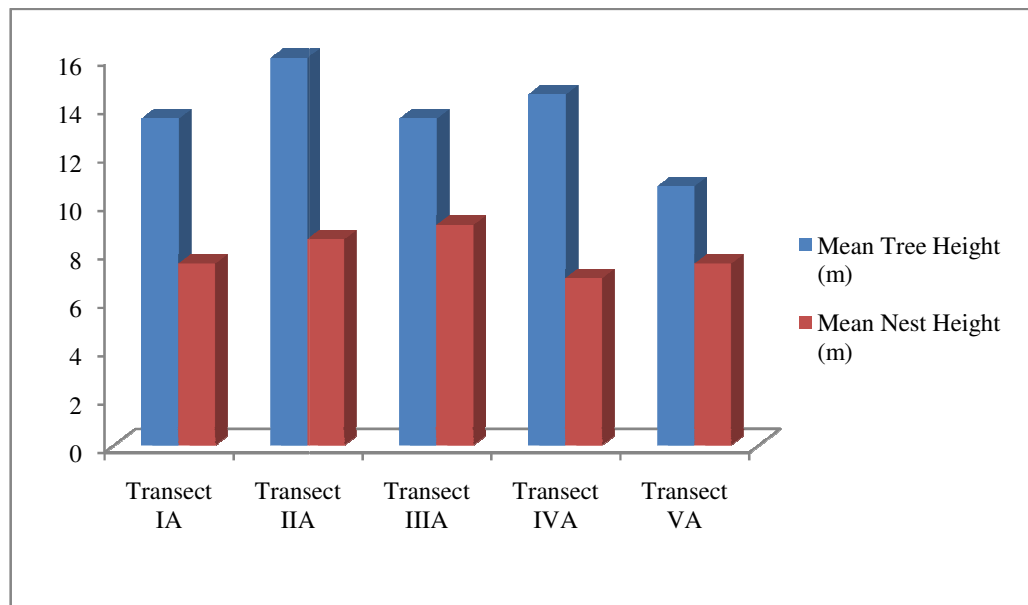 16
14
12
10
8
6
4
2
0
Transect
IA
Transect
IIA
Transect
IIIA
Transect
IVA
Transect
VA
Mean Tree Height
(m)
Mean Nest Height
(m)